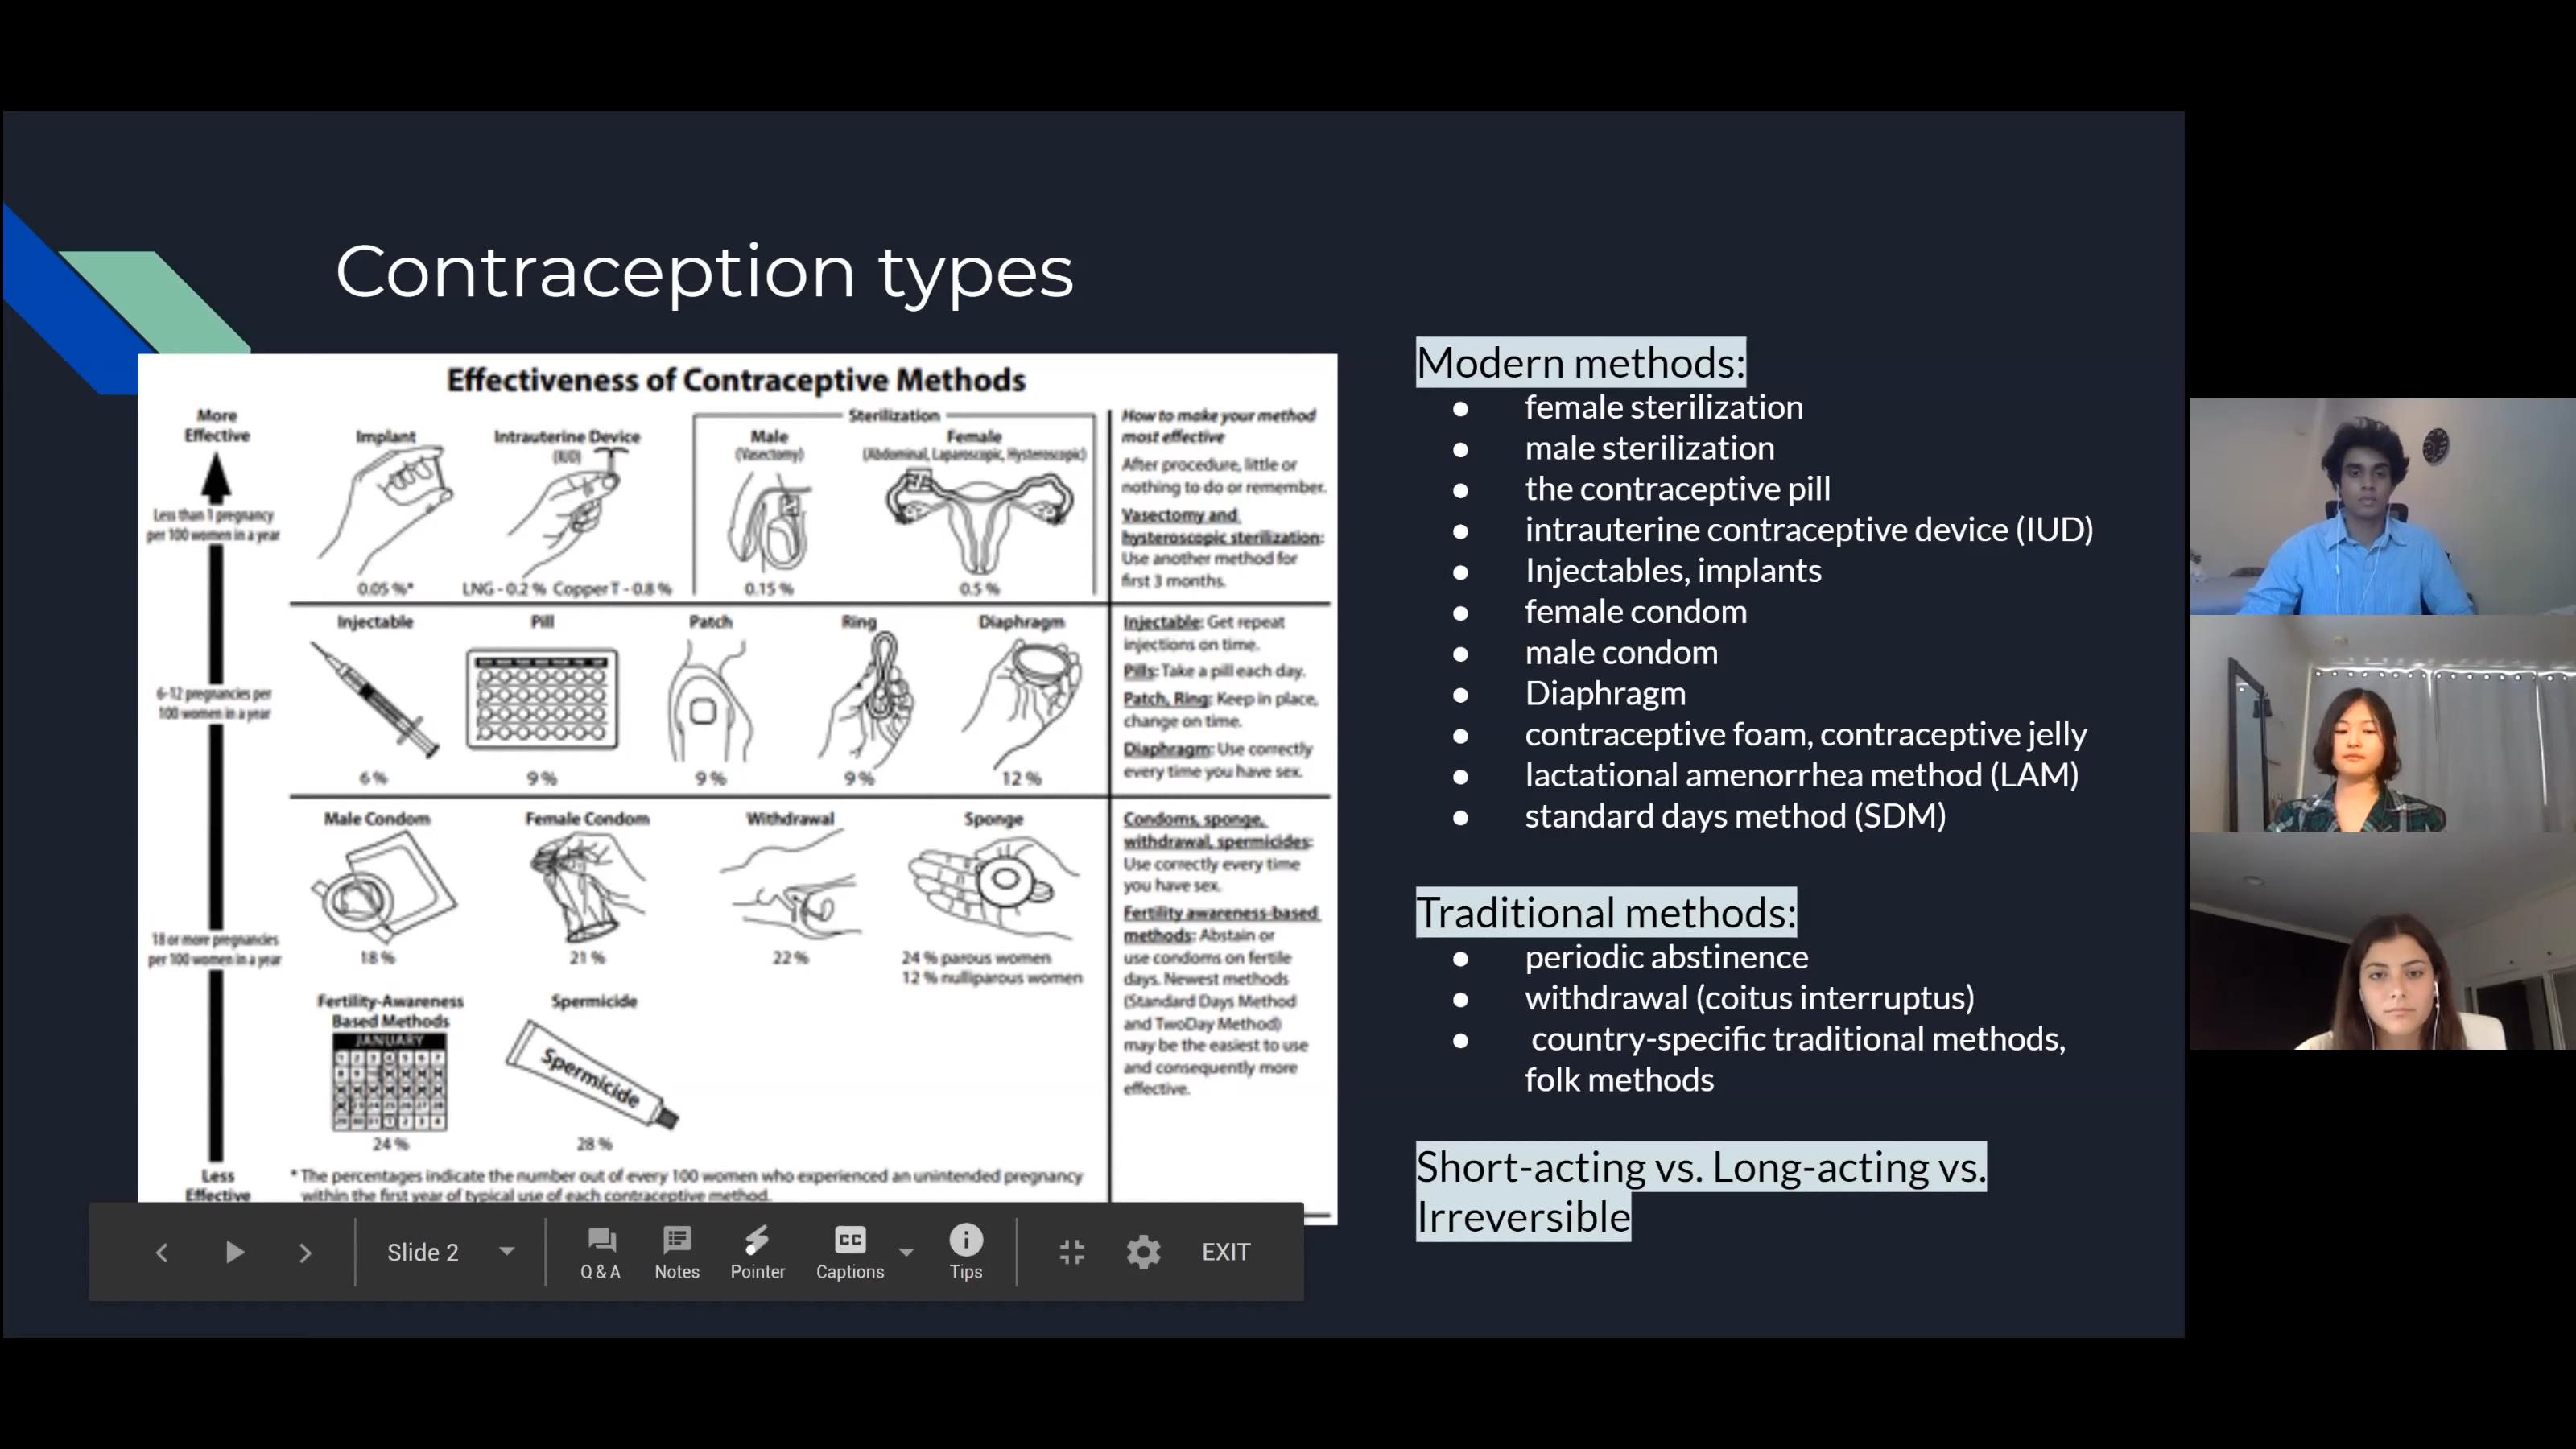 Contraception types
Effectiveness of Contraceptive Methods
More
Effective
Less than 1 pregnancy
per 100 women in a year
6-12 pregnancies per
100 women in a year
18 or more pregnancies
per 100 women in a year
Less
Effective
Implant
0.05 %*
Intrauterine Device
(IUD)
LNG - 0.2 % Copper T - 0.8 %
Sterilization
Male
(Vasectomy)
0.15 %
Female
(Abdominal, Laparoscopic, Hysteroscopic)
0.5 %
How to make your method
most effective
After procedure, little or
nothing to do or remember.
Vasectomy and
hysteroscopic sterilization:
Use another method for
first 3 months.
Injectable
6 %
Pill
9 %
Patch
9 %
Ring
9 %
Diaphragm
12 %
Injectable: Get repeat
injections on time.
Pills: Take a pill each day.
Patch, Ring: Keep in place,
change on time.
Diaphragm: Use correctly
every time you have sex.
Male Condom
18 %
Female Condom
21 %
Withdrawal
22 %
Sponge
24 % parous women
12 % nulliparous women
Fertility-Awareness
Based Methods
JANUARY
24 %
Spermicide
Spermicide
28 %
Condoms, sponge,
withdrawal, spermicides:
Use correctly every time
you have sex.
Fertility awareness-based
methods: Abstain or
use condoms on fertile
days. Newest methods
(Standard Days Method
and TwoDay Method)
may be the easiest to use
and consequently more
effective.
* The percentages indicate the number out of every 100 women who experienced an unintended pregnancy
within the first year of typical use of each contraceptive method.
Modern methods:
● female sterilization
● male sterilization
● the contraceptive pill
● intrauterine contraceptive device (IUD)
● Injectables, implants
● female condom
● male condom
● Diaphragm
● contraceptive foam, contraceptive jelly
● lactational amenorrhea method (LAM)
● standard days method (SDM)
Traditional methods:
● periodic abstinence
● withdrawal (coitus interruptus)
● country-specific traditional methods,
folk methods
Short-acting vs. Long-acting vs.
Irreversible
Slide 2
Q & A
Notes
Pointer
CC
Captions
Tips
EXIT